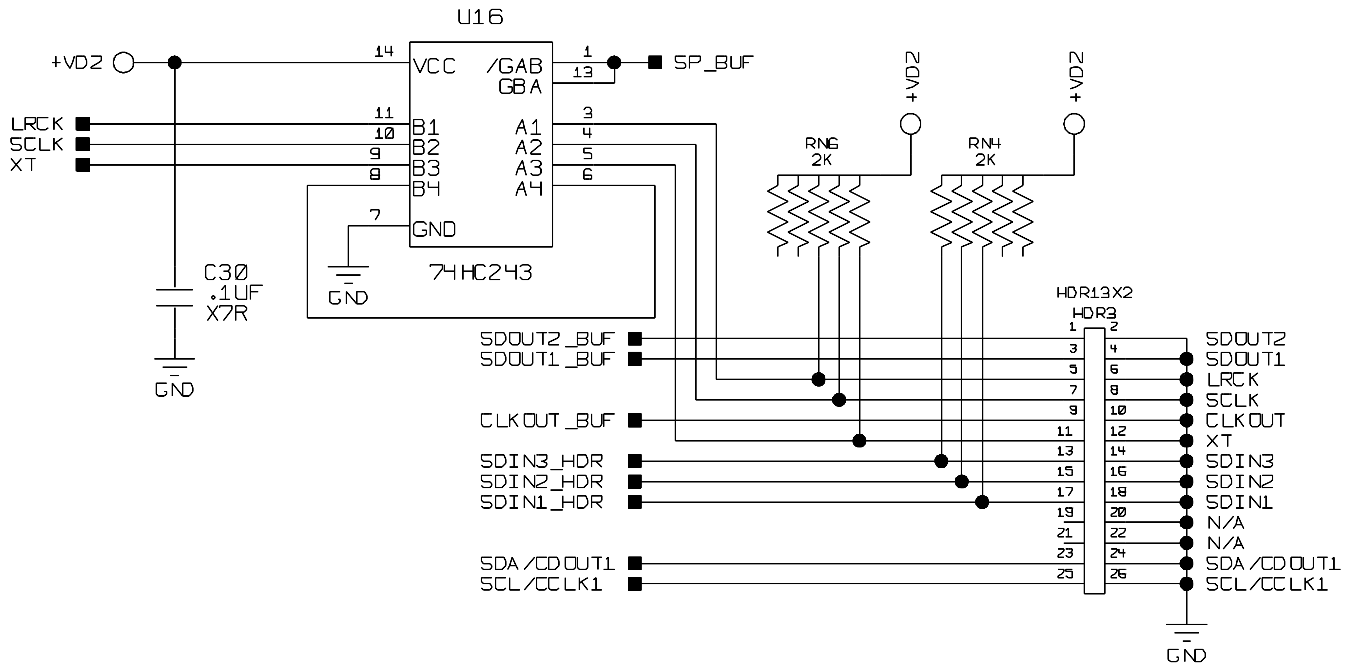 U16
+VD2
14
VCC
/GAB
1
SP_BUF
GBA
13
LRCK
11
B1
A1
3
SCLK
10
B2
A2
4
XT
9
B3
A3
5
8
B4
A4
6
7
GND
GND
74HC243
C30
.1UF
X7R
GND
+VD2
RN6
2K
+VD2
RN4
2K
HDR13X2
HDR3
SDOUT2_BUF
1
2
SDOUT2
SDOUT1_BUF
3
4
SDOUT1
5
6
LRCK
7
8
SCLK
CLKOUT_BUF
9
10
CLKOUT
11
12
XT
SDIN3_HDR
13
14
SDIN3
SDIN2_HDR
15
16
SDIN2
SDIN1_HDR
17
18
SDIN1
19
20
N/A
21
22
N/A
SDA/CDOUT1
23
24
SDA/CDOUT1
SCL/CCLK1
25
26
SCL/CCLK1
GND